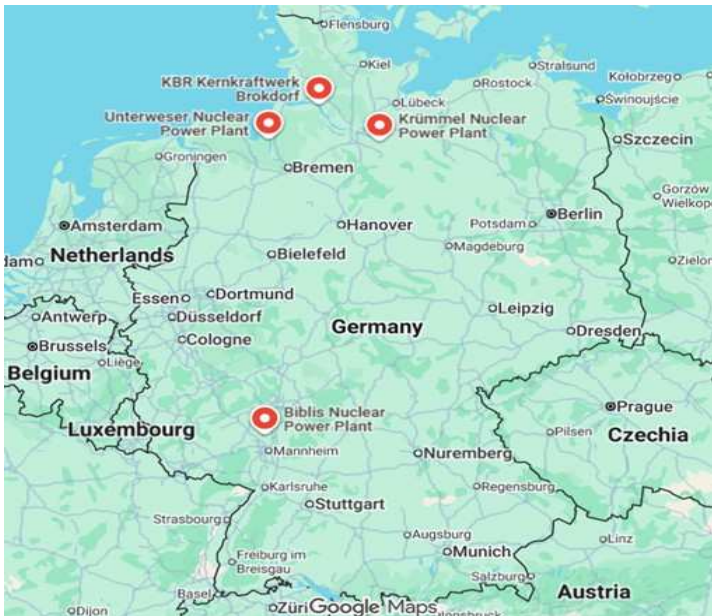 Flensburg
Kiel
Stralsund
Rostock
Kołobrzeg
KBR Kernkraftwerk
Brokdorf
Lübeck
Świnoujście
Unterweser Nuclear
Power Plant
Krümmel Nuclear
Power Plant
Szczecin
Groningen
Bremen
Gorzów
Wielkop
Amsterdam
Hanover
Potsdam
Berlin
Netherlands
dam
Bielefeld
Magdeburg
Zielon
Essen
Dortmund
Leipzig
Antwerp
Düsseldorf
Germany
Dresden
Brussels
Cologne
Liège
Belgium
Luxembourg
Biblis Nuclear
Power Plant
Prague
Pilsen
Czechia
Mannheim
Nuremberg
Karlsruhe
Regensburg
Stuttgart
Strasbourg
Augsburg
Linz
Freiburg im
Breisgau
Munich
Salzburg
Basel
Austria
Dijon
Züri
Google Maps